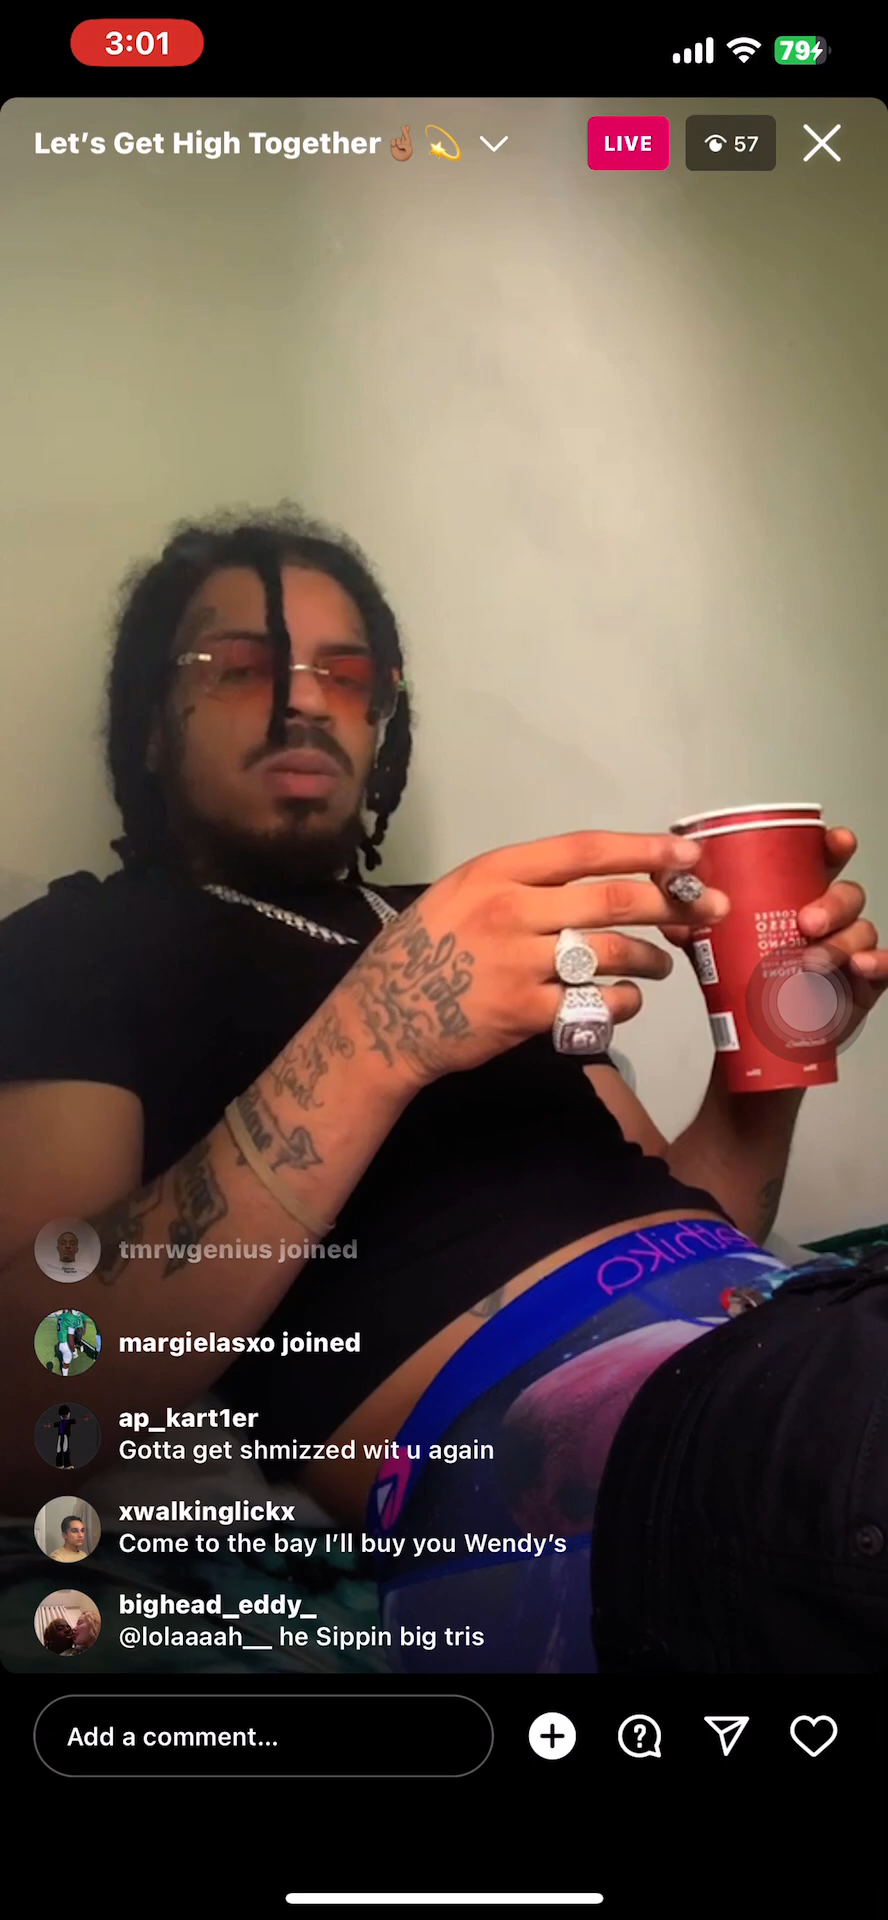 3:01
79
Let's Get High Together🤞🏽💫
LIVE
57
COFFEE
tmrwgenius joined
margielasxo joined
ap_kart1er
Gotta get shmizzed wit u again
xwalkinglickx
Come to the bay I'll buy you Wendy's
bighead_eddy_
@lolaaaah__ he Sippin big tris
Add a comment...